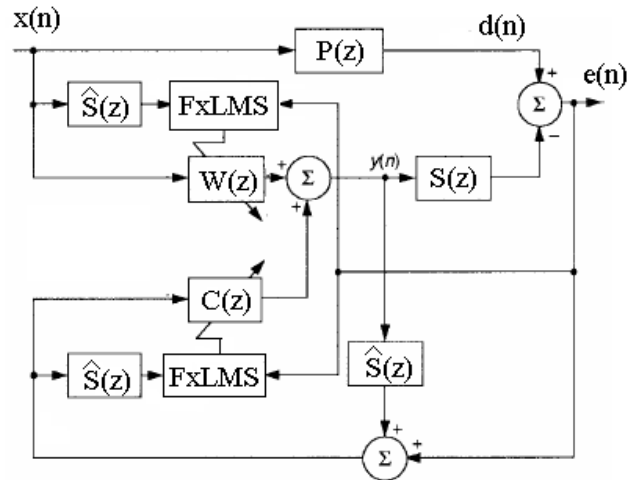 x(n)
d(n)
P(z)
+
e(n)
Σ
−
Ŝ(z)
FxLMS
W(z)
+
Σ
+
y(n)
S(z)
C(z)
Ŝ(z)
FxLMS
Ŝ(z)
+
+
Σ